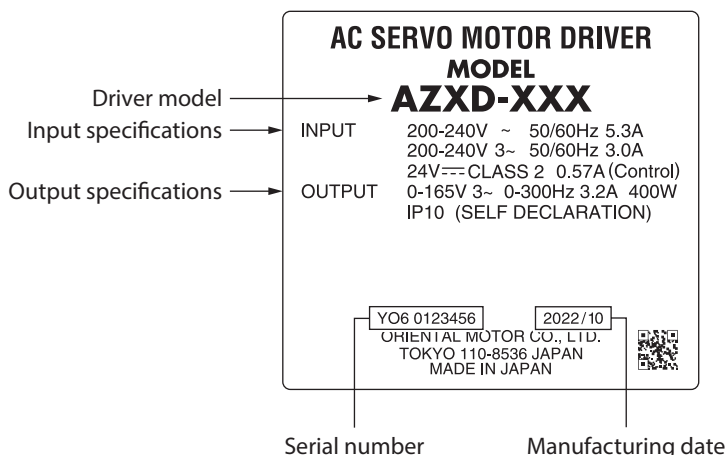 AC SERVO MOTOR DRIVER
MODEL
Driver model
AZXD-XXX
Input specifications
INPUT
200-240V ~ 50/60Hz 5.3A
200-240V 3~ 50/60Hz 3.0A
24V⎓CLASS 2 0.57A (Control)
Output specifications
OUTPUT
0-165V 3~ 0-300Hz 3.2A 400W
IP10 (SELF DECLARATION)
YO6 0123456
2022/10
ORIENTAL MOTOR CO., LTD.
TOKYO 110-8536 JAPAN
MADE IN JAPAN
Serial number
Manufacturing date